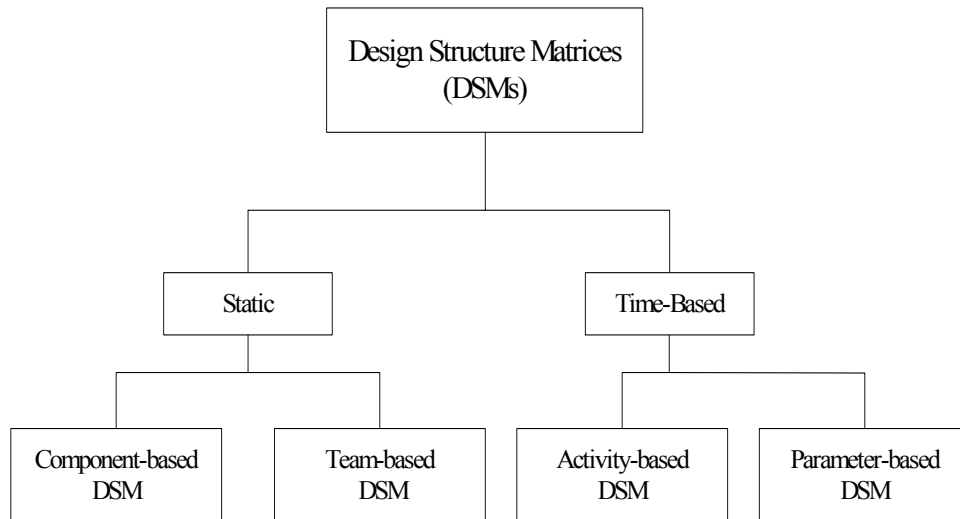 Design Structure Matrices
(DSMs)
Static
Time-Based
Component-based
DSM
Team-based
DSM
Activity-based
DSM
Parameter-based
DSM